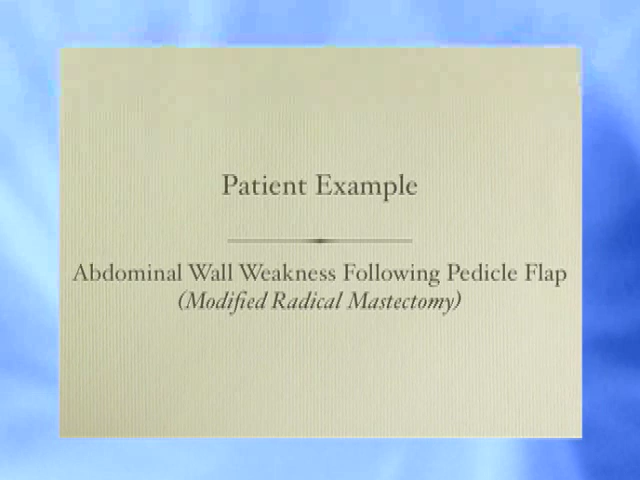 Patient Example
Abdominal Wall Weakness Following Pedicle Flap
(Modified Radical Mastectomy)